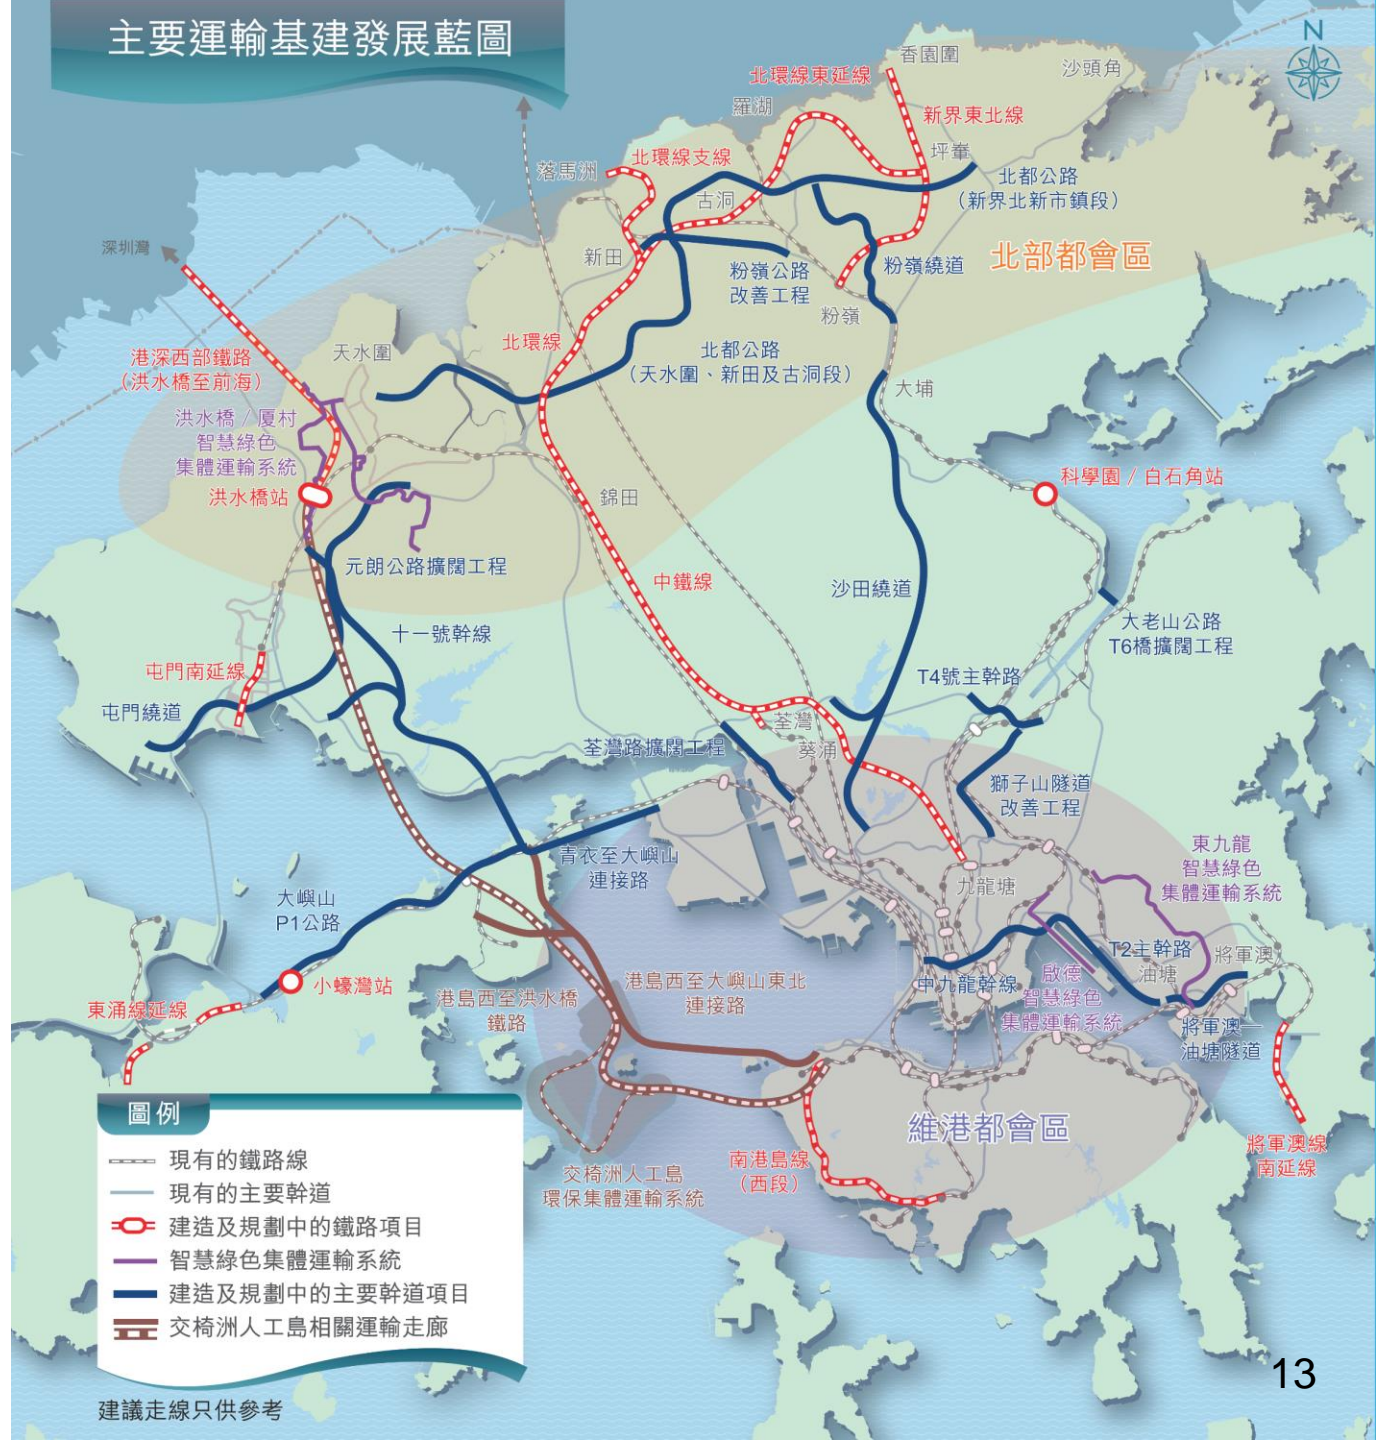 主要運輸基建發展藍圖
N
香園圍
沙頭角
北環線東延線
羅湖
新界東北線
坪輋
北環線支線
落馬洲
北都公路
（新界北新市鎮段）
古洞
深圳灣
新田
粉嶺公路
改善工程
粉嶺繞道
北部都會區
粉嶺
北環線
天水圍
港深西部鐵路
（洪水橋至前海）
北都公路
（天水圍、新田及古洞段）
大埔
洪水橋 / 厦村
智慧綠色
集體運輸系統
洪水橋站
錦田
科學園 / 白石角站
元朗公路擴闊工程
中鐵線
沙田繞道
十一號幹線
大老山公路
T6橋擴闊工程
屯門南延線
T4號主幹路
屯門繞道
荃灣
葵涌
荃灣路擴闊工程
獅子山隧道
改善工程
東九龍
智慧綠色
集體運輸系統
青衣至大嶼山
連接路
九龍塘
大嶼山
P1公路
T2主幹路
油塘
將軍澳
小蠔灣站
港島西至大嶼山東北
連接路
中九龍幹線
啟德
智慧綠色
集體運輸系統
港島西至洪水橋
鐵路
東涌線延線
將軍澳—
油塘隧道
維港都會區
將軍澳線
南延線
南港島線
（西段）
交椅洲人工島
環保集體運輸系統
圖例
現有的鐵路線
現有的主要幹道
建造及規劃中的鐵路項目
智慧綠色集體運輸系統
建造及規劃中的主要幹道項目
交椅洲人工島相關運輸走廊
建議走線只供參考
13